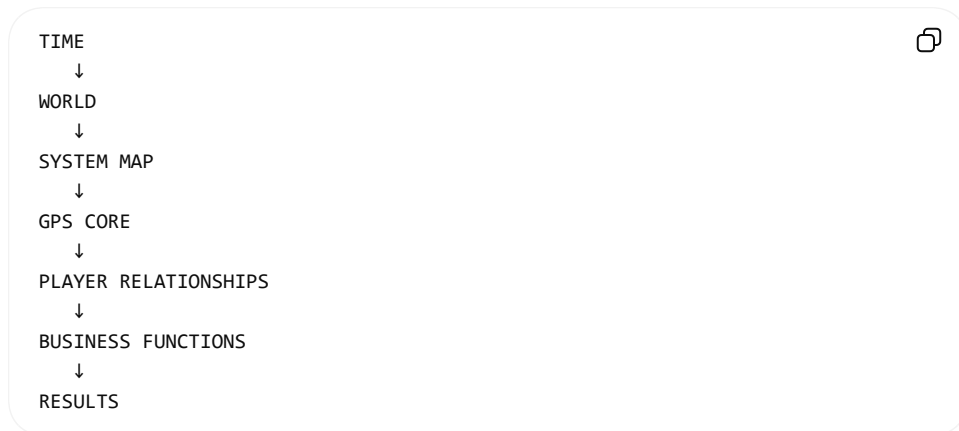 TIME
↓
WORLD
↓
SYSTEM MAP
↓
GPS CORE
↓
PLAYER RELATIONSHIPS
↓
BUSINESS FUNCTIONS
↓
RESULTS